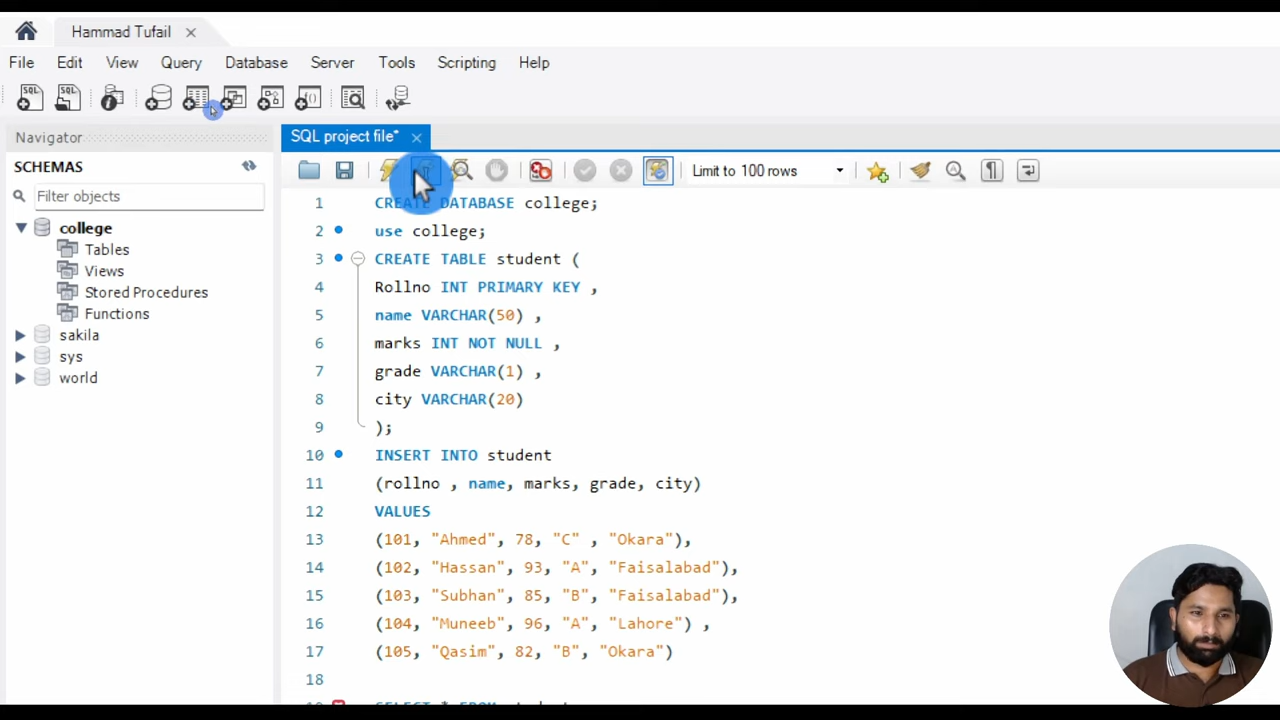 Hammad Tufail
File Edit View Query Database Server Tools Scripting Help
SQL SQL
Navigator
SCHEMAS
Filter objects
college
Tables
Views
Stored Procedures
Functions
sakila
sys
world
SQL project file*
Limit to 100 rows
1 CREATE DATABASE college;
2 use college;
3 CREATE TABLE student (
4 Rollno INT PRIMARY KEY ,
5 name VARCHAR(50) ,
6 marks INT NOT NULL ,
7 grade VARCHAR(1) ,
8 city VARCHAR(20)
9 );
10 INSERT INTO student
11 (rollno , name, marks, grade, city)
12 VALUES
13 (101, "Ahmed", 78, "C" , "Okara"),
14 (102, "Hassan", 93, "A", "Faisalabad"),
15 (103, "Subhan", 85, "B", "Faisalabad"),
16 (104, "Muneeb", 96, "A", "Lahore") ,
17 (105, "Qasim", 82, "B", "Okara")
18